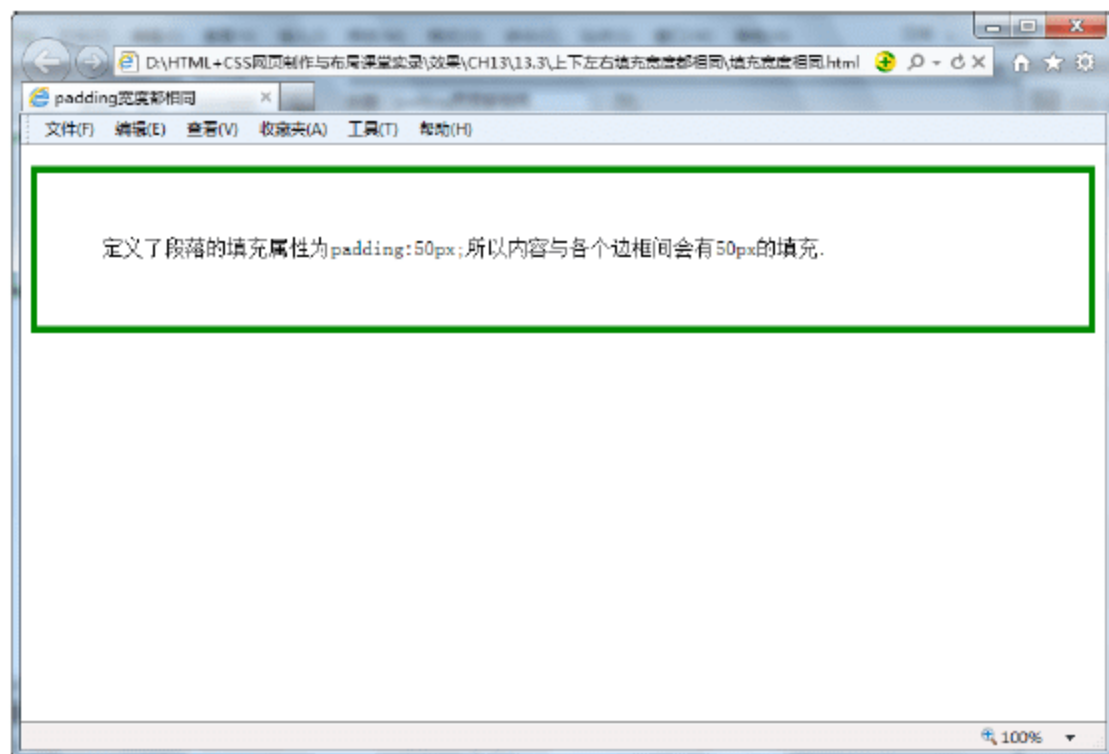 D:\HTML+CSS网页制作与布局课堂实录\效果\CH13\13.3\上下左右填充宽度都相同\填充宽度相同.html
padding宽度都相同
文件(F) 编辑(E) 查看(V) 收藏夹(A) 工具(T) 帮助(H)
定义了段落的填充属性为padding:50px;所以内容与各个边框间会有50px的填充.
100%